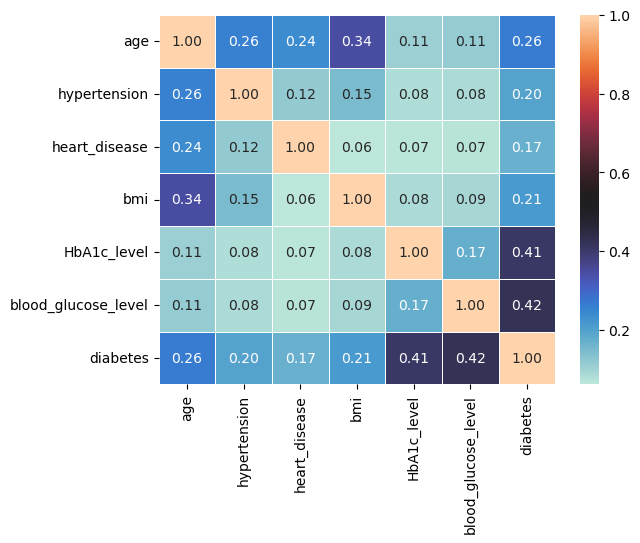 age 1.00 0.26 0.24 0.34 0.11 0.11 0.26
hypertension 0.26 1.00 0.12 0.15 0.08 0.08 0.20
heart_disease 0.24 0.12 1.00 0.06 0.07 0.07 0.17
bmi 0.34 0.15 0.06 1.00 0.08 0.09 0.21
HbA1c_level 0.11 0.08 0.07 0.08 1.00 0.17 0.41
blood_glucose_level 0.11 0.08 0.07 0.09 0.17 1.00 0.42
diabetes 0.26 0.20 0.17 0.21 0.41 0.42 1.00
age
hypertension
heart_disease
bmi
HbA1c_level
blood_glucose_level
diabetes
1.0
0.8
0.6
0.4
0.2